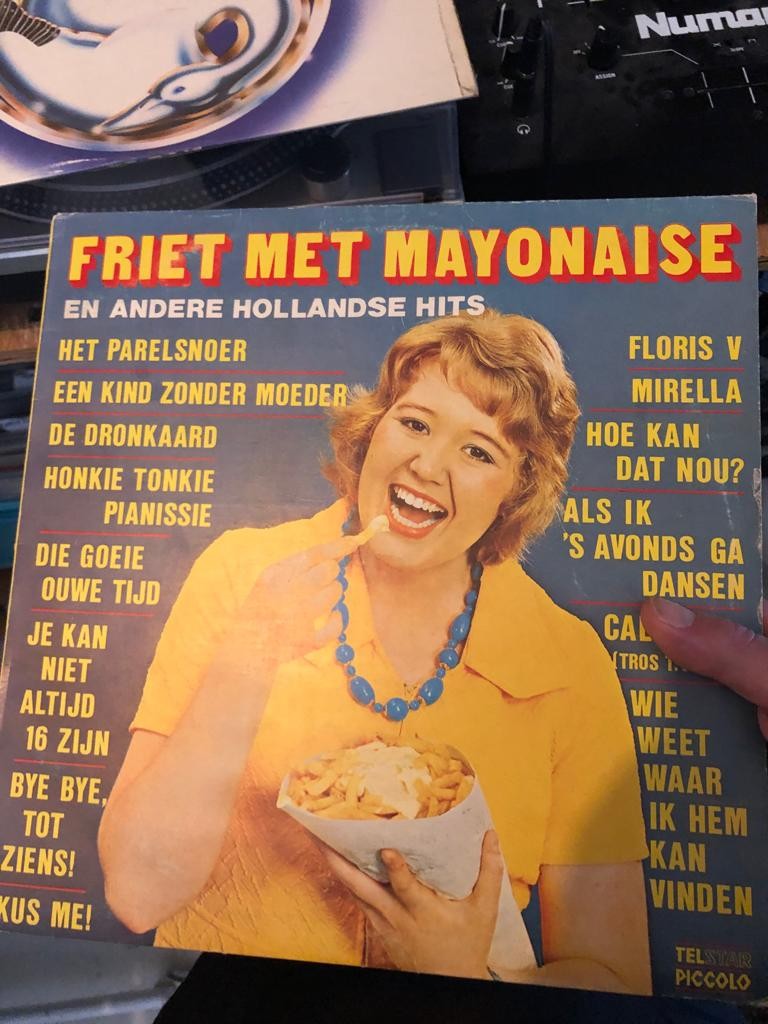 FRIET MET MAYONAISE
EN ANDERE HOLLANDSE HITS
HET PARELSNOER
EEN KIND ZONDER MOEDER
DE DRONKAARD
HONKIE TONKIE
PIANISSIE
DIE GOEIE
OUWE TIJD
JE KAN
NIET
ALTIJD
16 ZIJN
BYE BYE,
TOT
ZIENS!
KUS ME!
FLORIS V
MIRELLA
HOE KAN
DAT NOU?
ALS IK
'S AVONDS GA
DANSEN
(TROS
WIE
WEET
WAAR
IK HEM
KAN
VINDEN
TELSTAR
PICCOLO